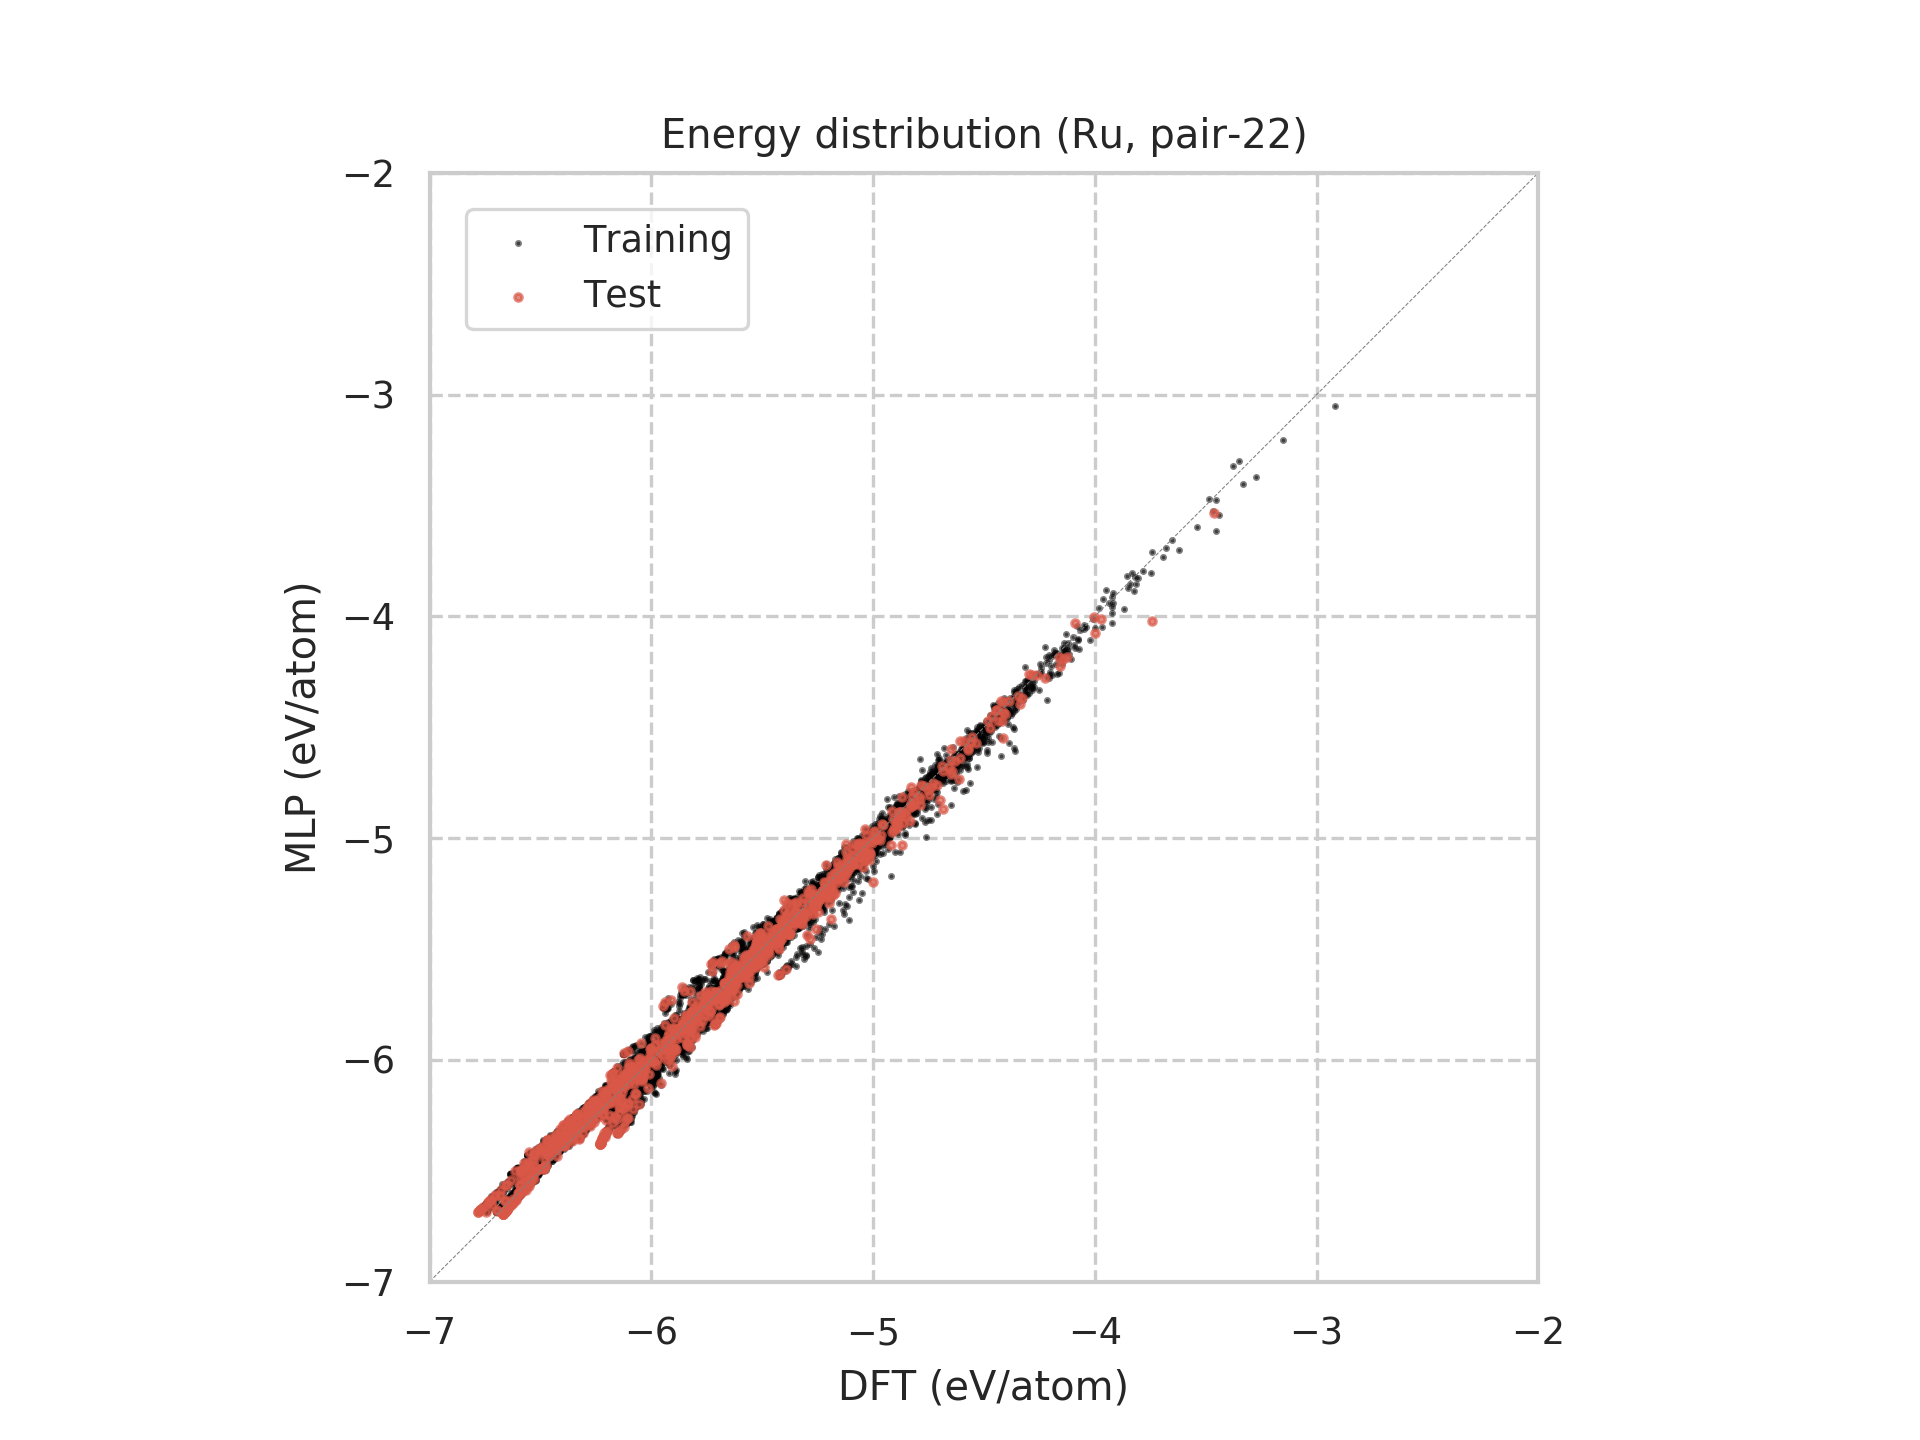 Energy distribution (Ru, pair-22)
−2
−3
−4
−5
−6
−7
MLP (eV/atom)
Training
Test
−7
−6
−5
−4
−3
−2
DFT (eV/atom)